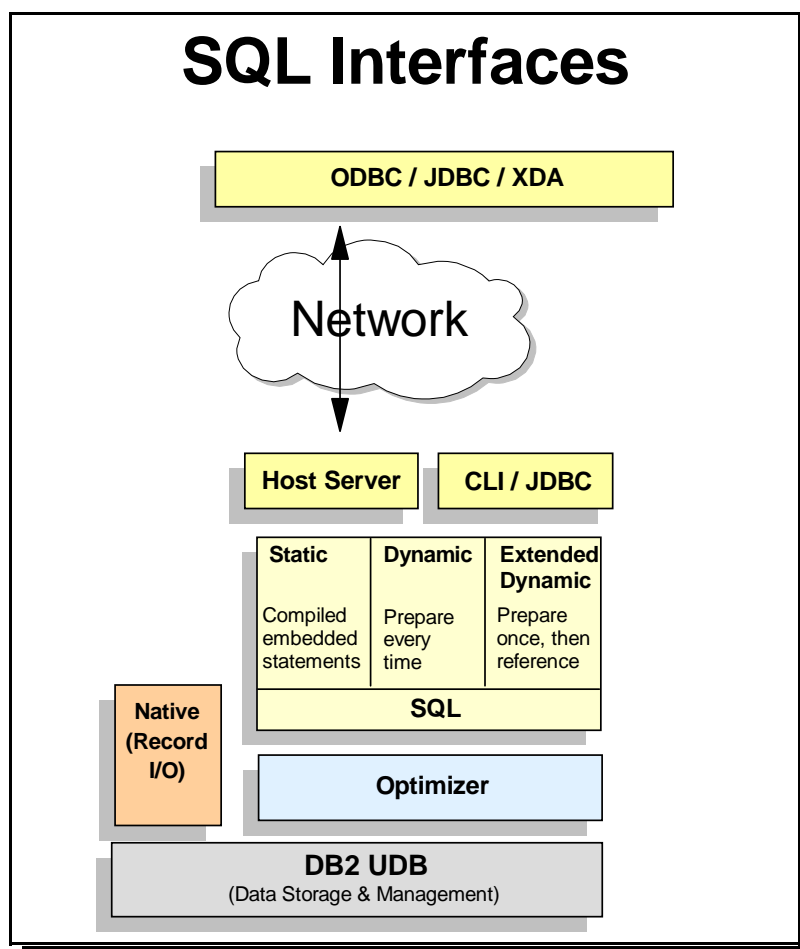 SQL Interfaces
ODBC / JDBC / XDA
Network
Host Server
CLI / JDBC
Static
Compiled
embedded
statements
Dynamic
Prepare
every
time
Extended
Dynamic
Prepare
once, then
reference
SQL
Native
(Record
I/O)
Optimizer
DB2 UDB
(Data Storage & Management)